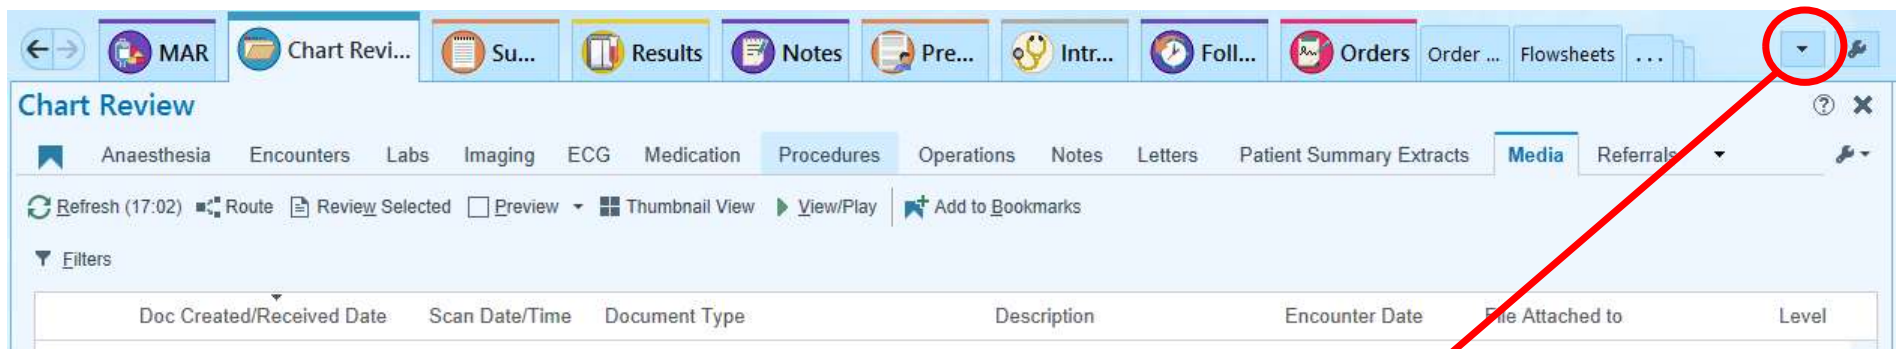 MAR Chart Revi... Su... Results Notes Pre... Intr... Foll... Orders Order ... Flowsheets ...
Chart Review
Anaesthesia Encounters Labs Imaging ECG Medication Procedures Operations Notes Letters Patient Summary Extracts Media Referrals
Refresh (17:02) Route Review Selected Preview Thumbnail View View/Play Add to Bookmarks
Filters
Doc Created/Received Date Scan Date/Time Document Type Description Encounter Date File Attached to Level